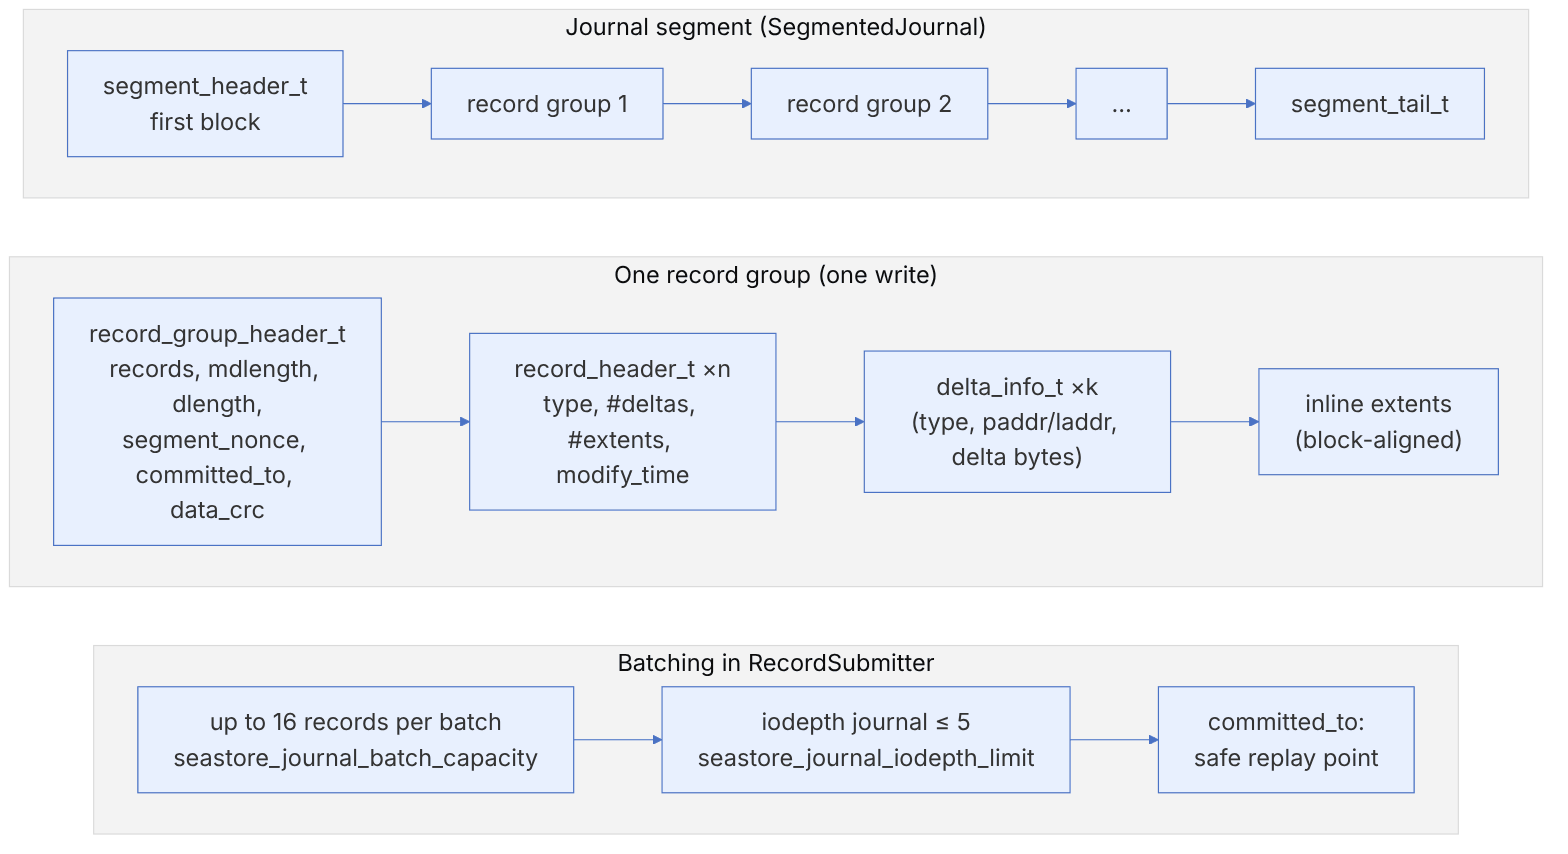 Journal segment (SegmentedJournal)
segment_header_t
first block
record group 1
record group 2
...
segment_tail_t
One record group (one write)
record_group_header_t
records, mdlength,
dlength,
segment_nonce,
committed_to,
data_crc
record_header_t ×n
type, #deltas,
#extents,
modify_time
delta_info_t ×k
(type, paddr/laddr,
delta bytes)
inline extents
(block-aligned)
Batching in RecordSubmitter
up to 16 records per batch
seastore_journal_batch_capacity
iodepth journal ≤ 5
seastore_journal_iodepth_limit
committed_to:
safe replay point